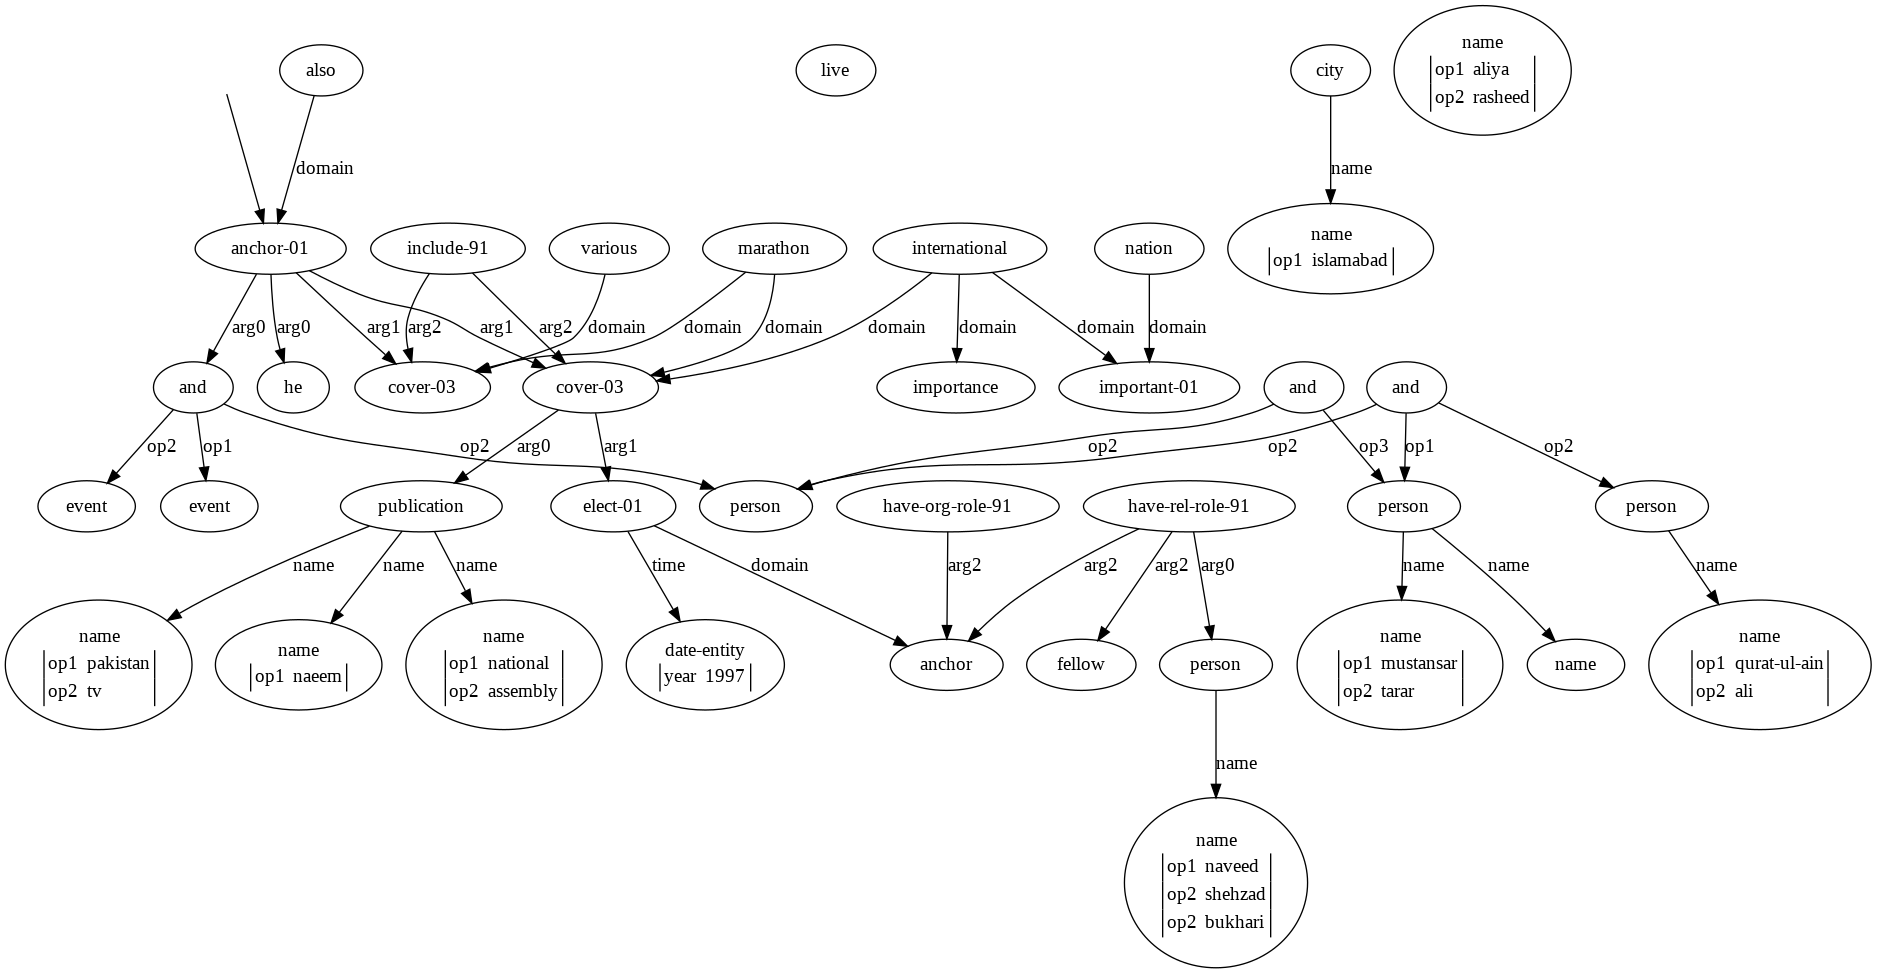 name
also live city op1 aliya
op2 rasheed
domain name
name
anchor-01 include-91 various marathon international nation
op1 islamabad
arg0 arg0 arg1 arg2 arg1 arg2 domain domain domain domain domain domain domain
and he cover-03 cover-03 importance important-01 and and
op2 op1 op2 arg0 arg1 op2 op2 op3 op1 op2
event event publication elect-01 person have-org-role-91 have-rel-role-91 person person
name name name time domain arg2 arg2 arg2 arg0 name name name
name name name date-entity name name
op1 pakistan op1 naeem op1 national year 1997 anchor fellow person op1 mustansar name op1 qurat-ul-ain
op2 tv op2 assembly op2 tarar op2 ali
name
name
op1 naveed
op2 shehzad
op2 bukhari